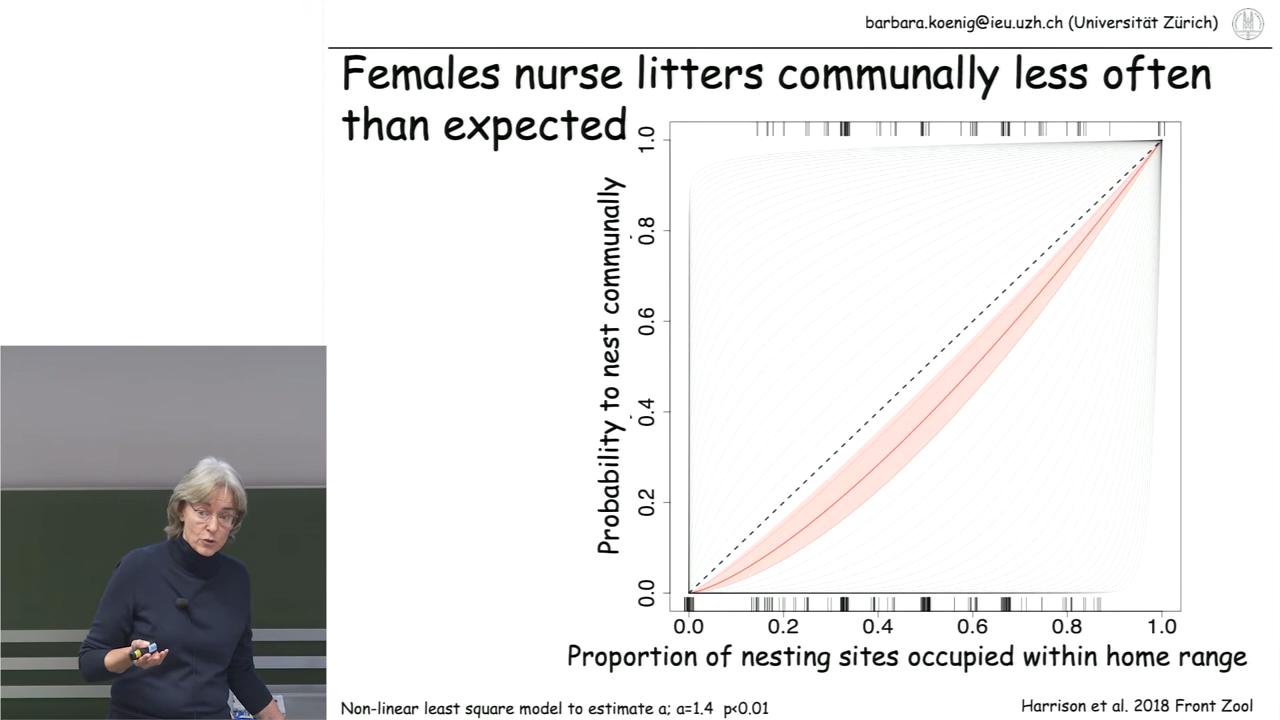 barbara.koenig@ieu.uzh.ch (Universität Zürich)
Females nurse litters communally less often
than expected
Probability to nest communally
1.0
0.8
0.6
0.4
0.2
0.0
0.0 0.2 0.4 0.6 0.8 1.0
Proportion of nesting sites occupied within home range
Non-linear least square model to estimate a; a=1.4 p<0.01
Harrison et al. 2018 Front Zool